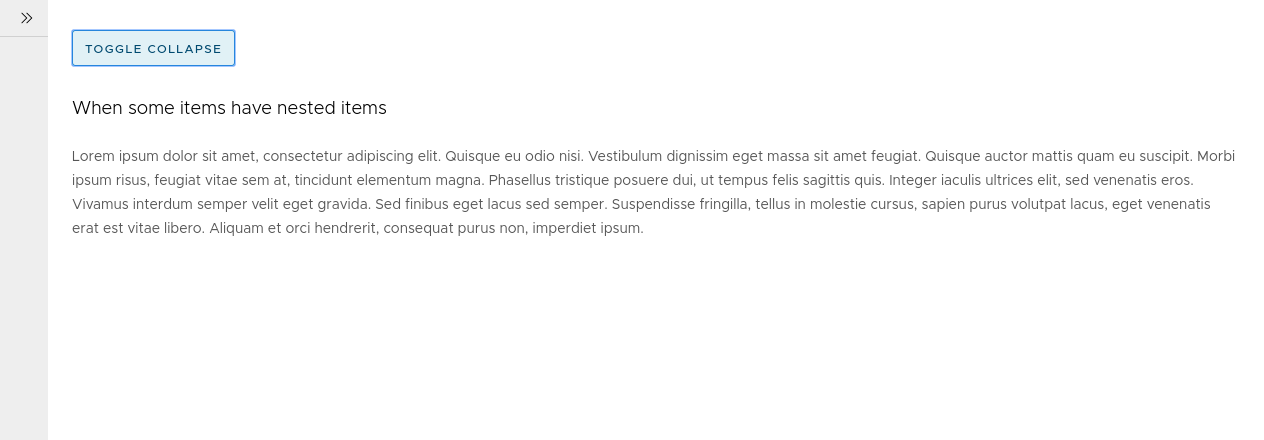 TOGGLE COLLAPSE
When some items have nested items
Lorem ipsum dolor sit amet, consectetur adipiscing elit. Quisque eu odio nisi. Vestibulum dignissim eget massa sit amet feugiat. Quisque auctor mattis quam eu suscipit. Morbi
ipsum risus, feugiat vitae sem at, tincidunt elementum magna. Phasellus tristique posuere dui, ut tempus felis sagittis quis. Integer iaculis ultrices elit, sed venenatis eros.
Vivamus interdum semper velit eget gravida. Sed finibus eget lacus sed semper. Suspendisse fringilla, tellus in molestie cursus, sapien purus volutpat lacus, eget venenatis
erat est vitae libero. Aliquam et orci hendrerit, consequat purus non, imperdiet ipsum.